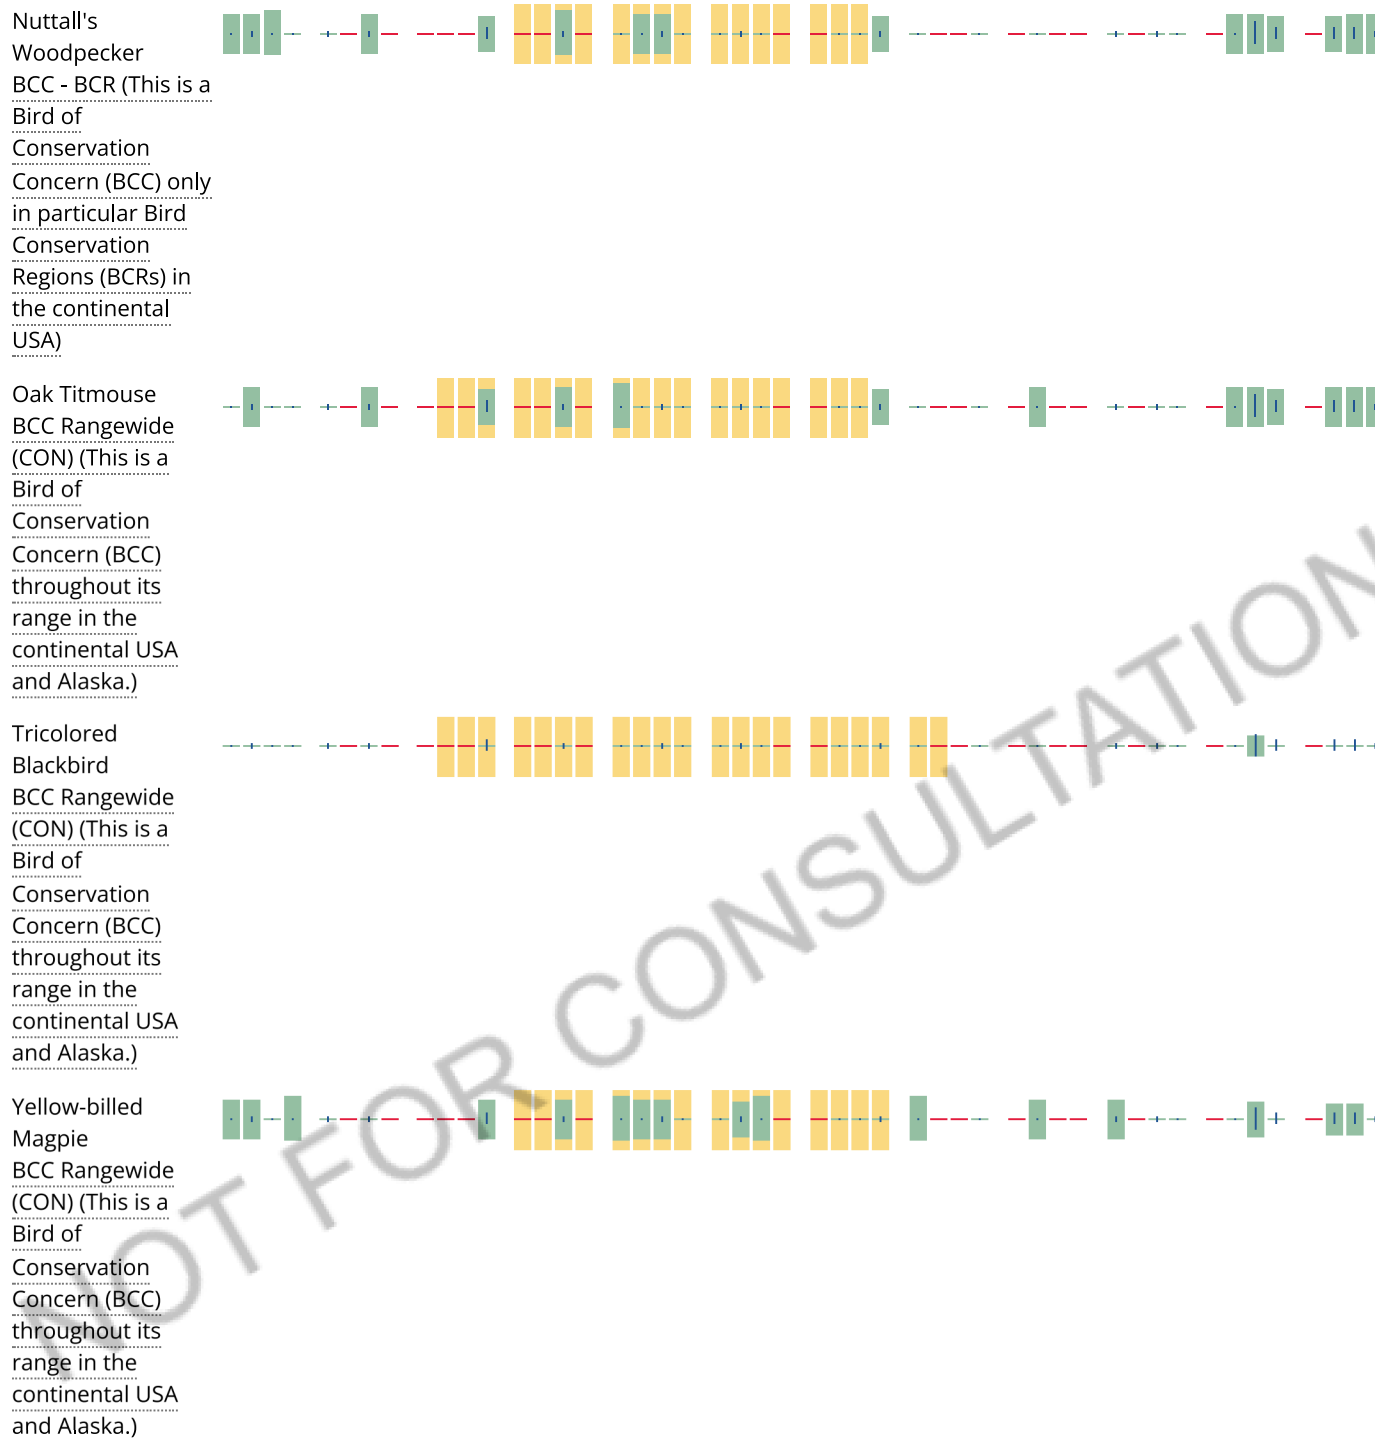 Nuttall's
Woodpecker
BCC - BCR (This is a
Bird of
Conservation
Concern (BCC) only
in particular Bird
Conservation
Regions (BCRs) in
the continental
USA)
Oak Titmouse
BCC Rangewide
(CON) (This is a
Bird of
Conservation
Concern (BCC)
throughout its
range in the
continental USA
and Alaska.)
Tricolored
Blackbird
BCC Rangewide
(CON) (This is a
Bird of
Conservation
Concern (BCC)
throughout its
range in the
continental USA
and Alaska.)
Yellow-billed
Magpie
BCC Rangewide
(CON) (This is a
Bird of
Conservation
Concern (BCC)
throughout its
range in the
continental USA
and Alaska.)
NOT FOR CONSULTATION